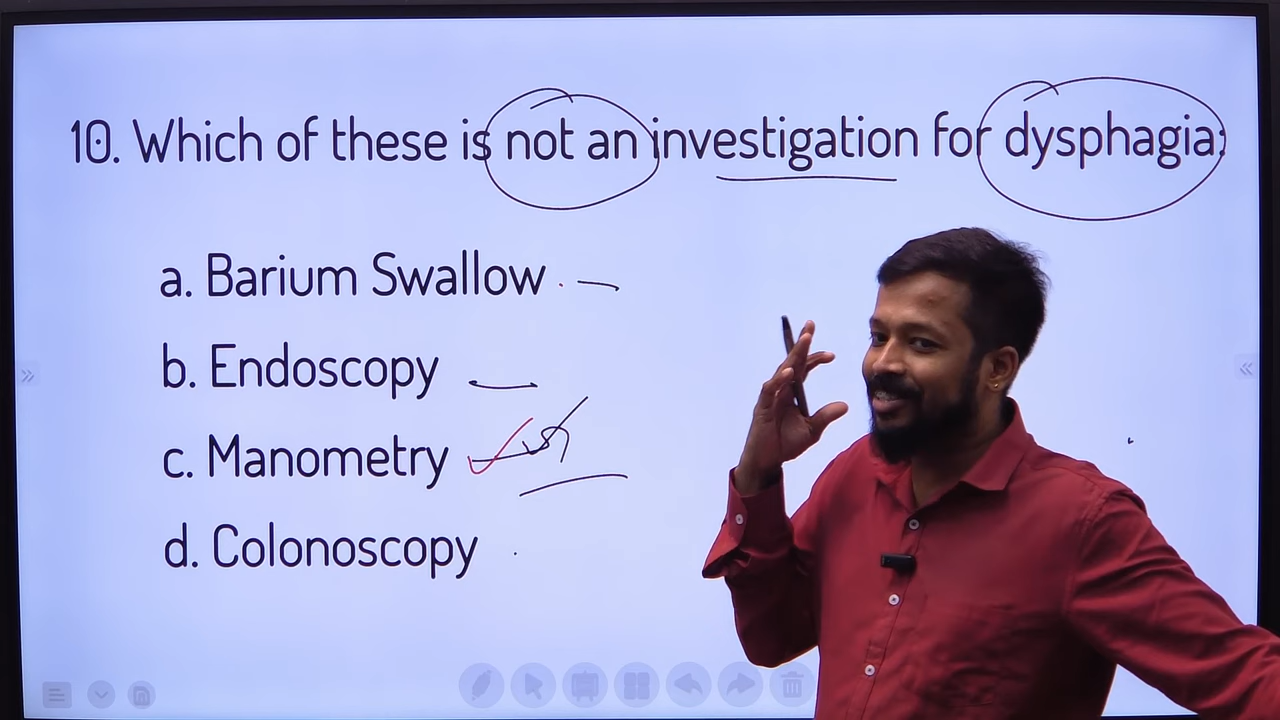 10. Which of these is not an investigation for dysphagia:
a. Barium Swallow
b. Endoscopy
c. Manometry
d. Colonoscopy